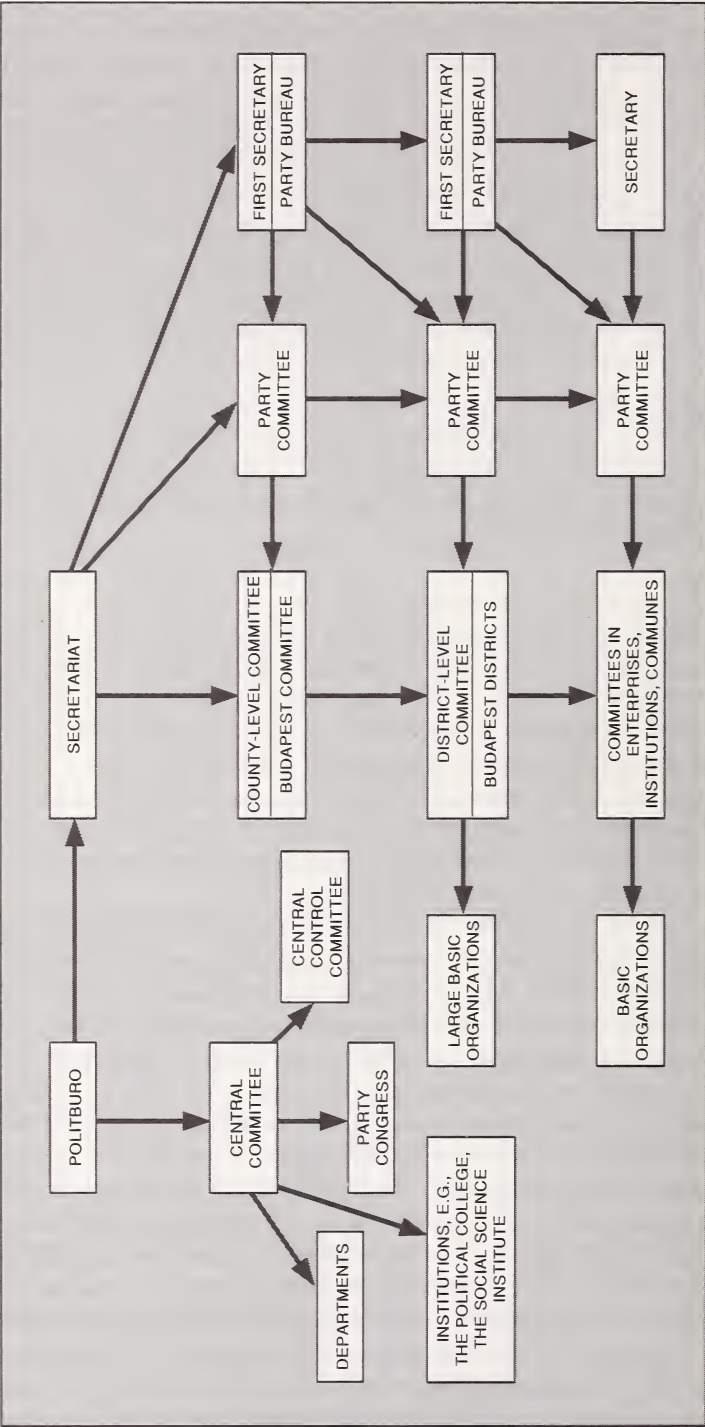 POLITBURO
SECRETARIAT
CENTRAL
COMMITTEE
DEPARTMENTS
INSTITUTIONS, E.G.,
THE POLITICAL COLLEGE,
THE SOCIAL SCIENCE
INSTITUTE
PARTY
CONGRESS
CENTRAL
CONTROL
COMMITTEE
COUNTY-LEVEL COMMITTEE
BUDAPEST COMMITTEE
PARTY
COMMITTEE
FIRST SECRETARY
PARTY BUREAU
LARGE BASIC
ORGANIZATIONS
DISTRICT-LEVEL
COMMITTEE
BUDAPEST DISTRICTS
PARTY
COMMITTEE
FIRST SECRETARY
PARTY BUREAU
BASIC
ORGANIZATIONS
COMMITTEES IN
ENTERPRISES,
INSTITUTIONS, COMMUNES
PARTY
COMMITTEE
SECRETARY